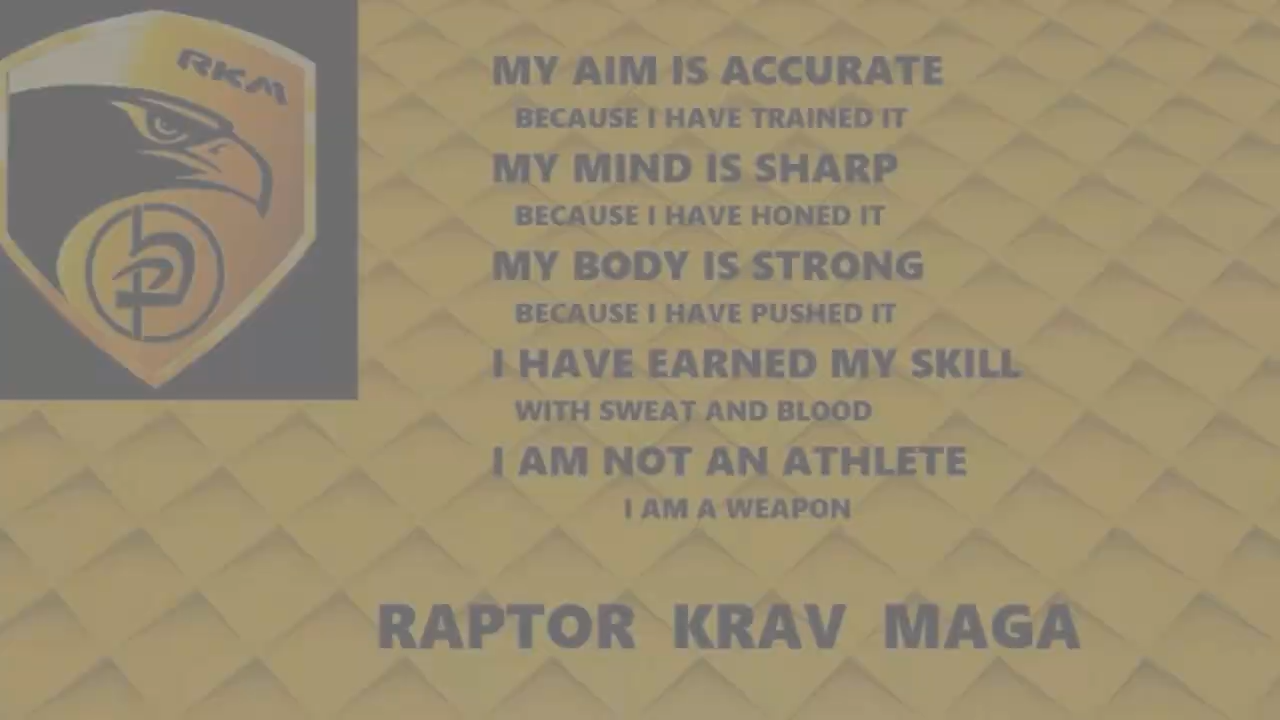 RKM
MY AIM IS ACCURATE
BECAUSE I HAVE TRAINED IT
MY MIND IS SHARP
BECAUSE I HAVE HONED IT
MY BODY IS STRONG
BECAUSE I HAVE PUSHED IT
I HAVE EARNED MY SKILL
WITH SWEAT AND BLOOD
I AM NOT AN ATHLETE
I AM A WEAPON
RAPTOR KRAV MAGA